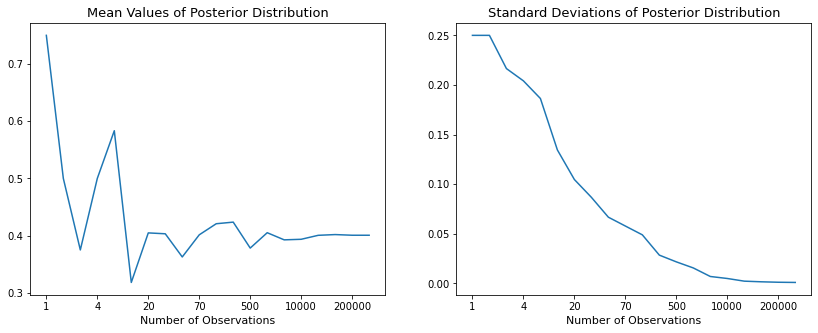 Mean Values of Posterior Distribution
0.7
0.6
0.5
0.4
0.3
1 4 20 70 500 10000 200000
Number of Observations
Standard Deviations of Posterior Distribution
0.25
0.20
0.15
0.10
0.05
0.00
1 4 20 70 500 10000 200000
Number of Observations